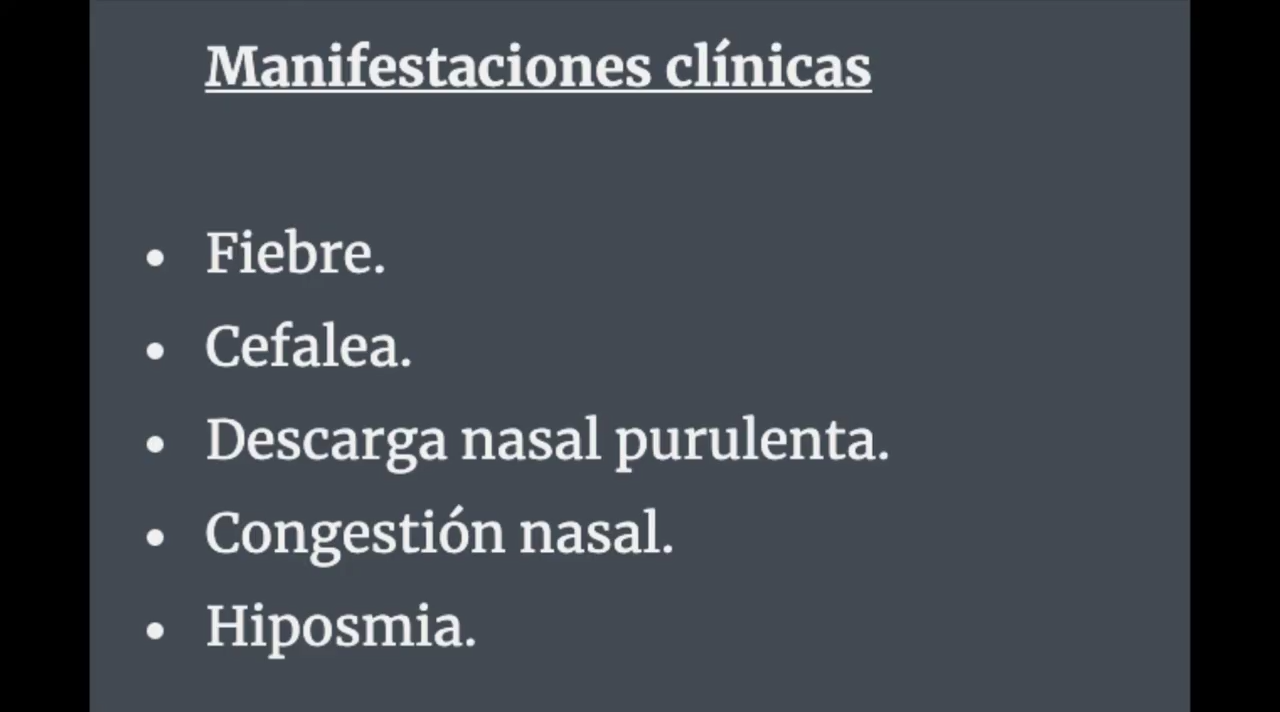 Manifestaciones clínicas
• Fiebre.
• Cefalea.
• Descarga nasal purulenta.
• Congestión nasal.
• Hiposmia.